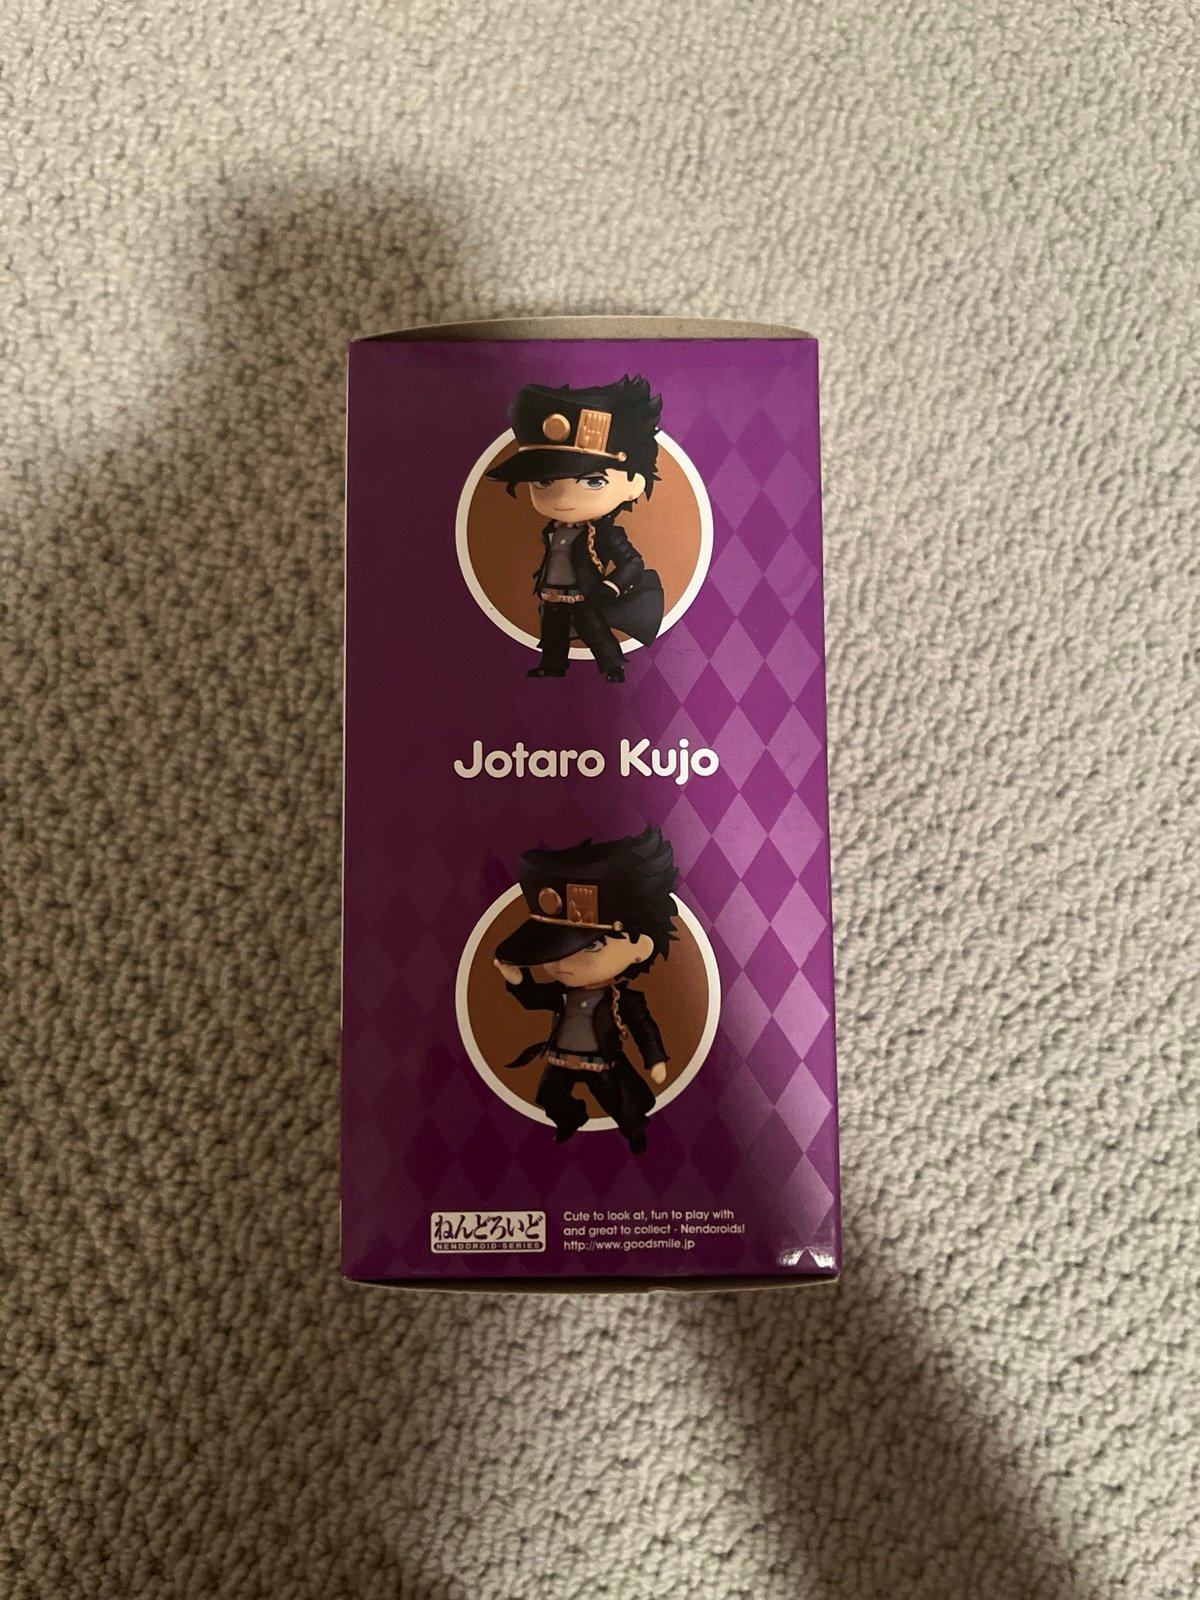 Jotaro Kujo
ねんどろいど
NENDOROID-SERIES
Cute to look at, fun to play with
and great to collect - Nendoroids!
http://www.goodsmile.jp